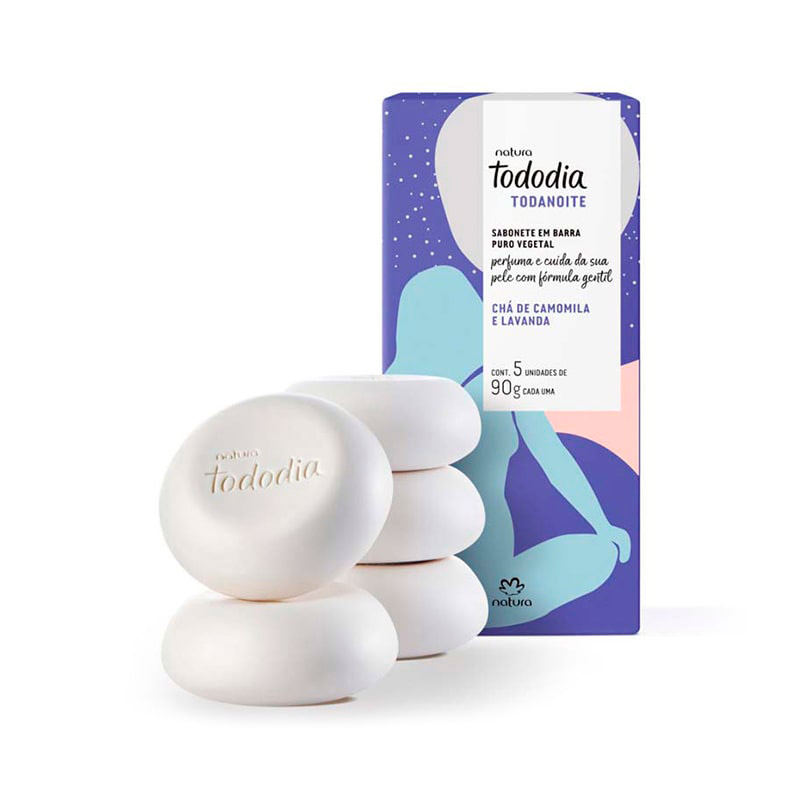 natura
Tododia
TODANOITE
SABONETE EM BARRA
PURO VEGETAL
perfuma e cuida da sua
pele com fórmula gentil
CHÁ DE CAMOMILA
E LAVANDA
CONT. 5 UNIDADES DE
90g CADA UMA
natura
natura
tododia